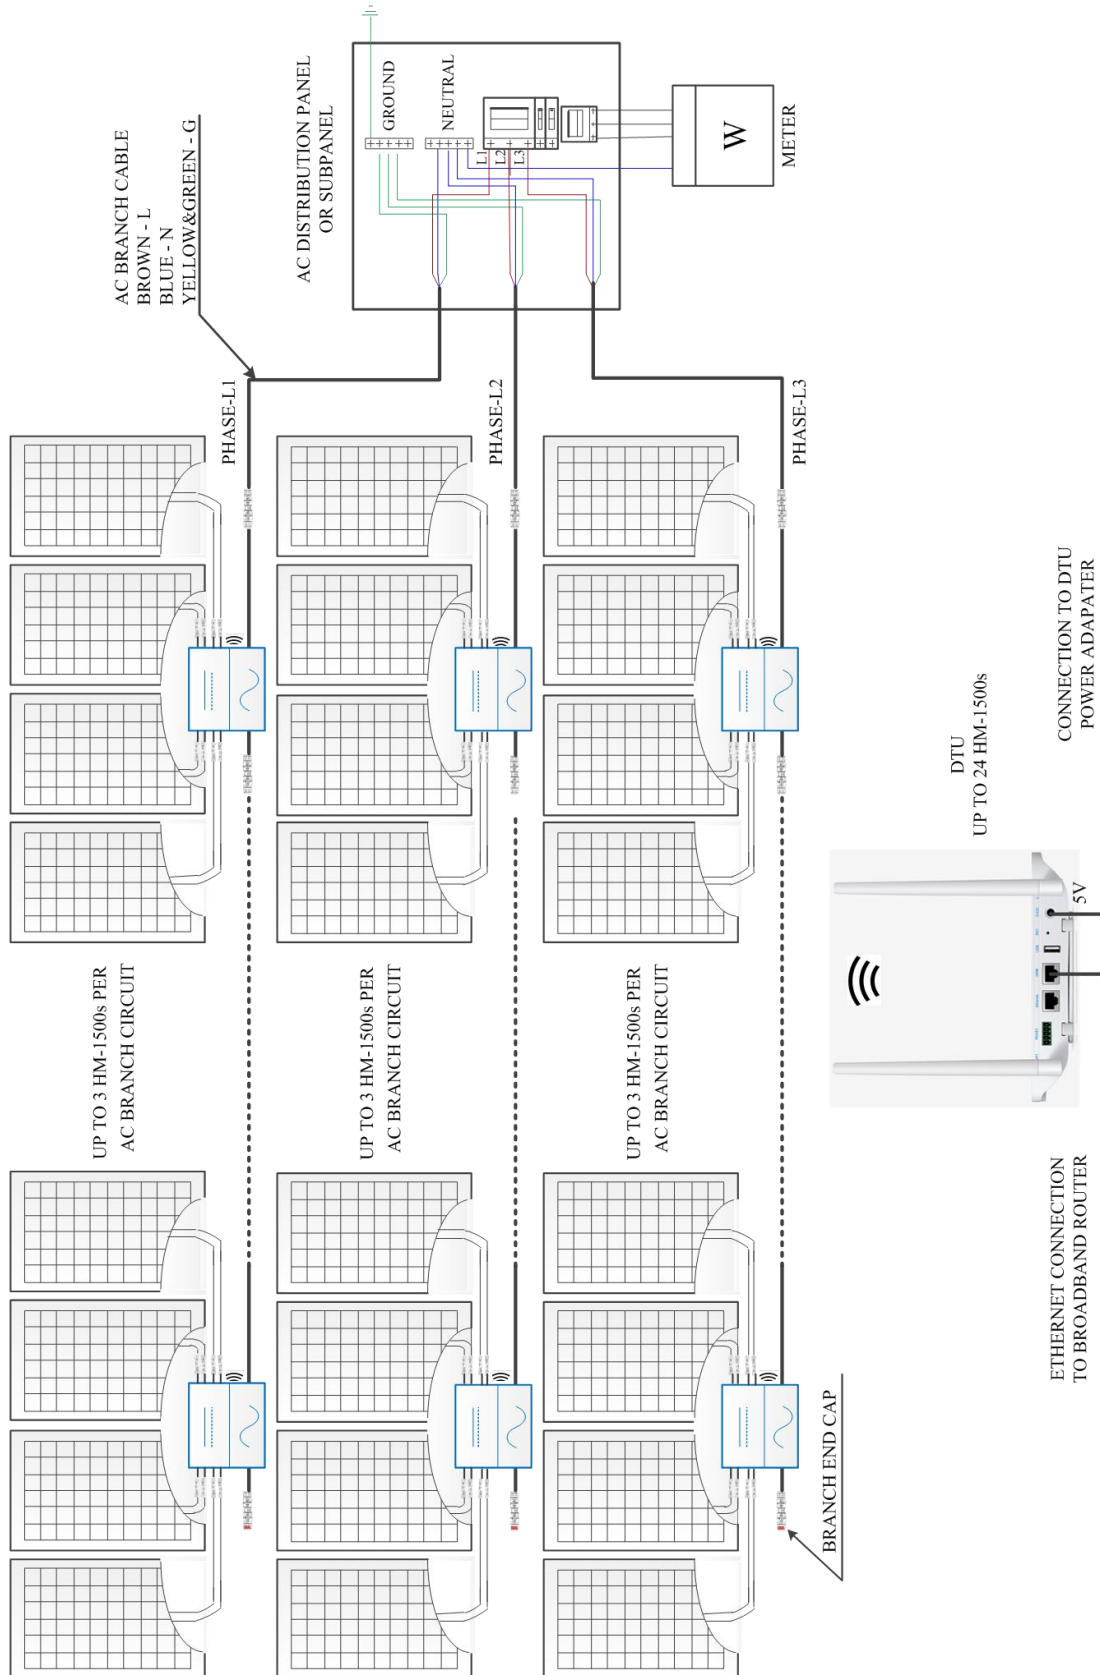 AC BRANCH CABLE
BROWN - L
BLUE - N
YELLOW&GREEN - G
AC DISTRIBUTION PANEL
OR SUBPANEL
GROUND
NEUTRAL
L1
L2
L3
W
METER
PHASE-L1
PHASE-L2
PHASE-L3
UP TO 3 HM-1500s PER
AC BRANCH CIRCUIT
UP TO 3 HM-1500s PER
AC BRANCH CIRCUIT
UP TO 3 HM-1500s PER
AC BRANCH CIRCUIT
BRANCH END CAP
DTU
UP TO 24 HM-1500s
5V
CONNECTION TO DTU
POWER ADAPATER
ETHERNET CONNECTION
TO BROADBAND ROUTER